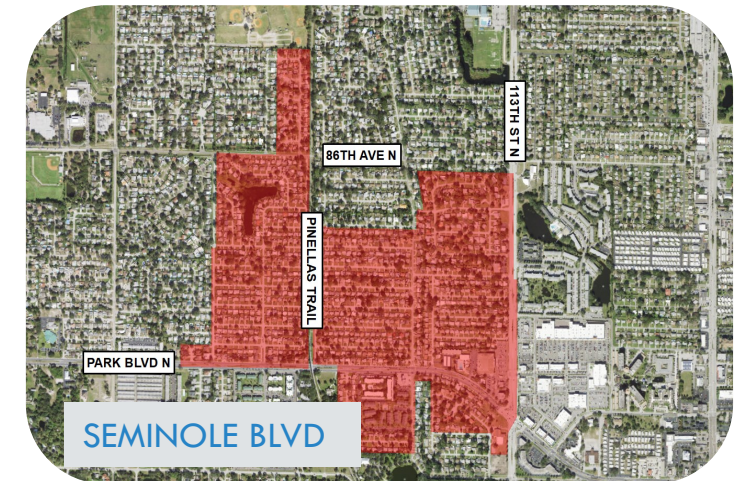 113TH ST N
86TH AVE N
PINELLAS TRAIL
PARK BLVD N
SEMINOLE BLVD